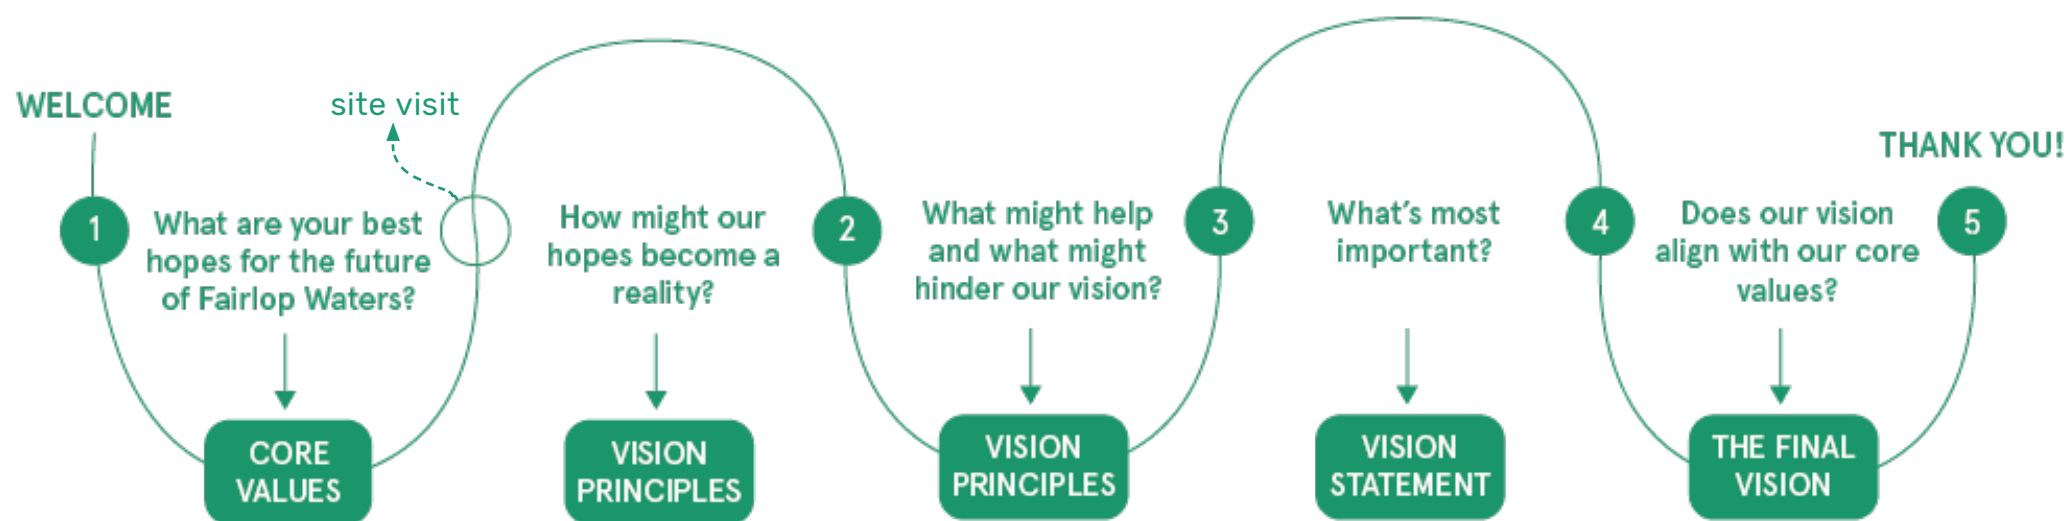 WELCOME
1
What are your best
hopes for the future
of Fairlop Waters?
CORE
VALUES
site visit
How might our
hopes become a
reality?
VISION
PRINCIPLES
2
What might help
and what might
hinder our vision?
VISION
PRINCIPLES
3
What's most
important?
VISION
STATEMENT
4
Does our vision
align with our core
values?
THE FINAL
VISION
5
THANK YOU!